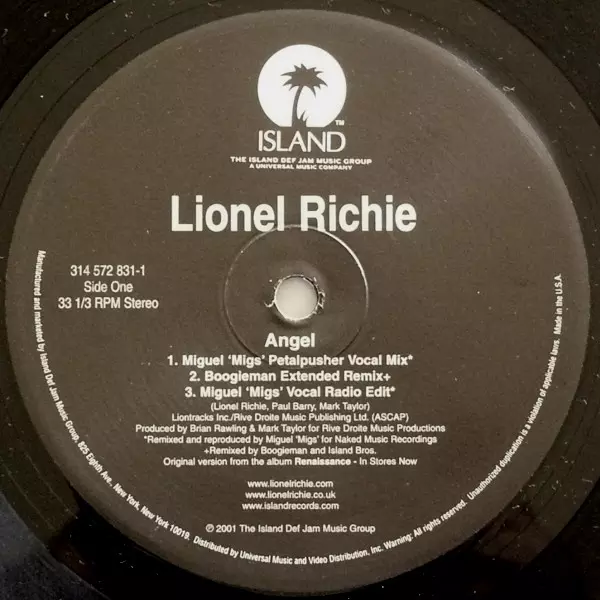 TM
ISLAND
THE ISLAND DEF JAM MUSIC GROUP
A UNIVERSAL MUSIC COMPANY
Lionel Richie
314 572 831-1
Side One
33 1/3 RPM Stereo
Angel
1. Miguel ‘Migs’ Petalpusher Vocal Mix*
2. Boogieman Extended Remix+
3. Miguel ‘Migs’ Vocal Radio Edit*
(Lionel Richie, Paul Barry, Mark Taylor)
Liontracks Inc./Rive Droite Music Publishing Ltd. (ASCAP)
Produced by Brian Rawling & Mark Taylor for Rive Droite Music Productions
*Remixed and reproduced by Miguel ‘Migs’ for Naked Music Recordings
+Remixed by Boogieman and Island Bros.
Original version from the album Renaissance - In Stores Now
www.lionelrichie.com
www.lionelrichie.co.uk
www.islandrecords.com
℗ 2001 The Island Def Jam Music Group
Manufactured and marketed by Island Def Jam Music Group, 825 Eighth Ave., New York, New York 10019. Distributed by Universal Music and Video Distribution, Inc. Warning: All rights reserved. Unauthorized duplication is a violation of applicable laws. Made in the U.S.A.